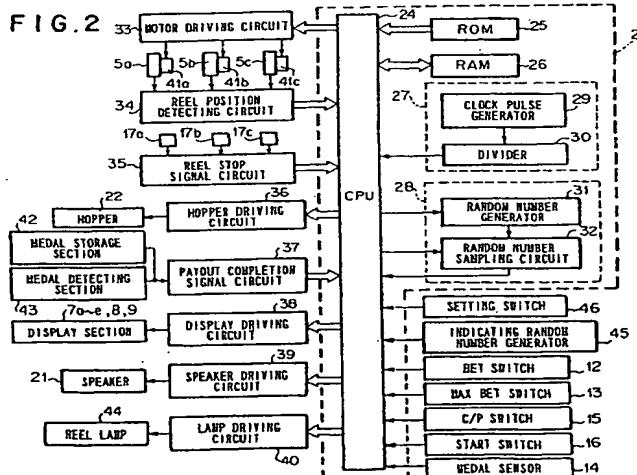 FIG.2
33
MOTOR DRIVING CIRCUIT
5a
5b
5c
41a
41b
41c
34
REEL POSITION DETECTING CIRCUIT
17a
17b
17c
35
REEL STOP SIGNAL CIRCUIT
36
22
HOPPER
HOPPER DRIVING CIRCUIT
42
MEDAL STORAGE SECTION
37
MEDAL DETECTING SECTION
43
PAYOUT COMPLETION SIGNAL CIRCUIT
7a~e,8,9
38
DISPLAY SECTION
DISPLAY DRIVING CIRCUIT
39
21
SPEAKER
SPEAKER DRIVING CIRCUIT
44
REEL LAMP
LAMP DRIVING CIRCUIT
40
24
CPU
ROM
25
RAM
26
27
CLOCK PULSE GENERATOR
29
30
DIVIDER
28
31
RANDOM NUMBER GENERATOR
32
RANDOM NUMBER SAMPLING CIRCUIT
SETTING SWITCH
46
INDICATING RANDOM NUMBER GENERATOR
45
BET SWITCH
12
MAX BET SWITCH
13
C/P SWITCH
15
START SWITCH
16
MEDAL SENSOR
14